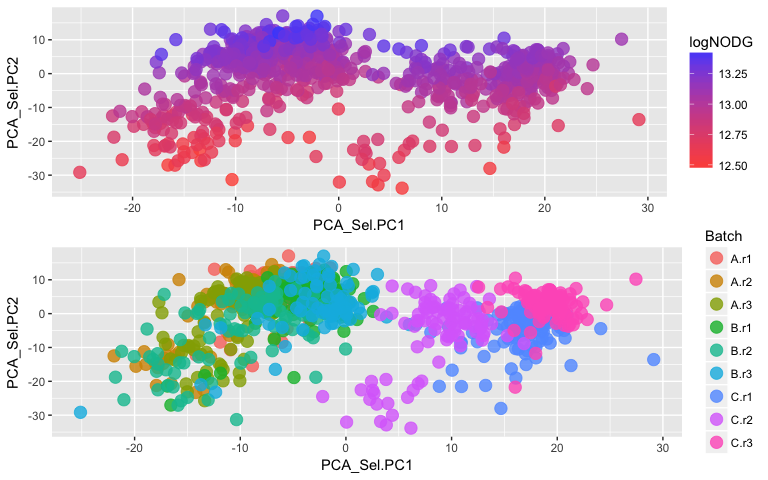 logNODG
13.25
13.00
12.75
12.50
PCA_Sel.PC2
10
0
-10
-20
-30
-20 -10 0 10 20 30
PCA_Sel.PC1
Batch
A.r1
A.r2
A.r3
B.r1
B.r2
B.r3
C.r1
C.r2
C.r3
PCA_Sel.PC2
10
0
-10
-20
-30
-20 -10 0 10 20 30
PCA_Sel.PC1